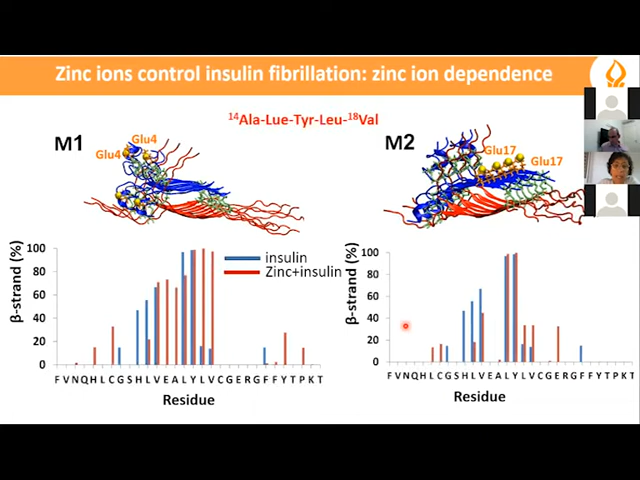 Zinc ions control insulin fibrillation: zinc ion dependence
14Ala-Lue-Tyr-Leu-18Val
M1
Glu4
Glu4
M2
Glu17
Glu17
β-strand (%)
100
80
60
40
20
0
insulin
Zinc+insulin
F V N Q H L C G S H L V E A L Y L V C G E R G F F Y T P K T
Residue
β-strand (%)
100
80
60
40
20
0
F V N Q H L C G S H L V E A L Y L V C G E R G F F Y T P K T
Residue